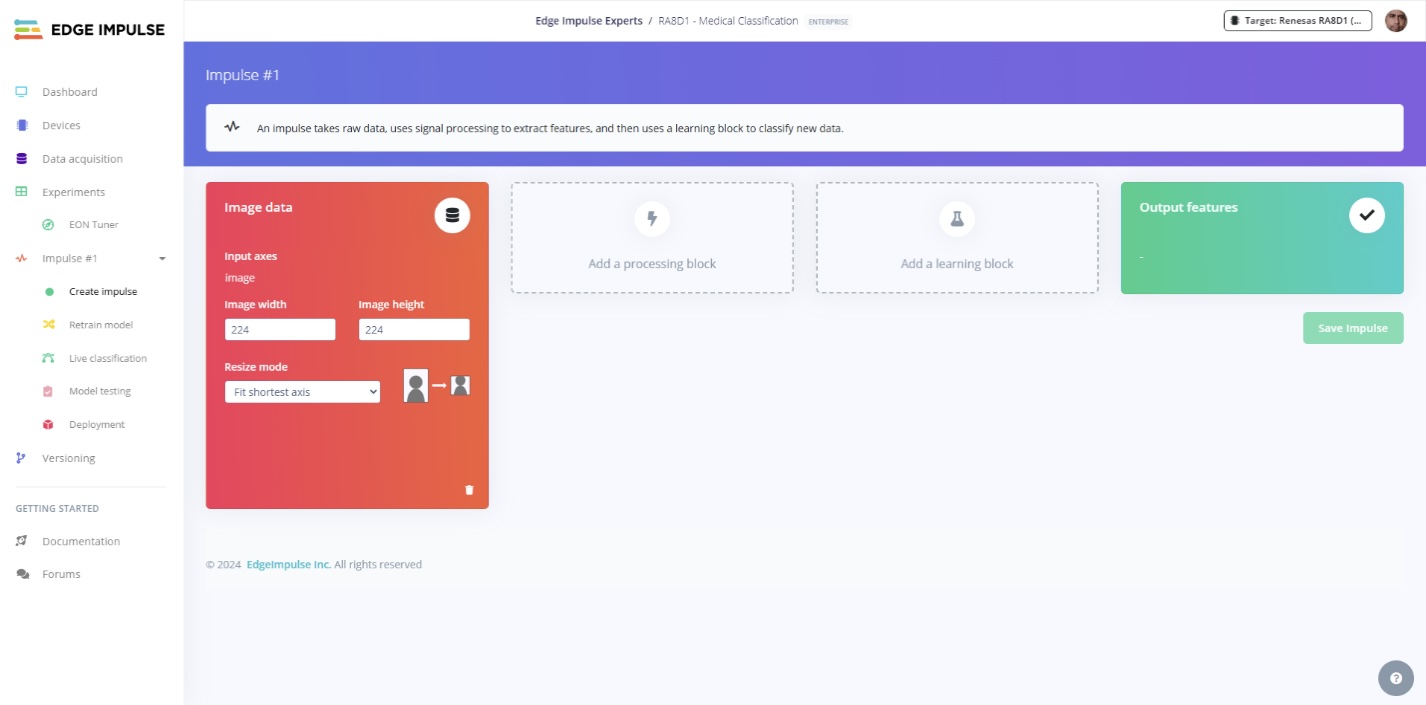 EDGE IMPULSE
Edge Impulse Experts / RA8D1 - Medical Classification ENTERPRISE
Target: Renesas RA8D1 (...
Dashboard
Devices
Data acquisition
Experiments
EON Tuner
Impulse #1
Create impulse
Retrain model
Live classification
Model testing
Deployment
Versioning
GETTING STARTED
Documentation
Forums
Impulse #1
An impulse takes raw data, uses signal processing to extract features, and then uses a learning block to classify new data.
Image data
Input axes
image
Image width Image height
224 224
Resize mode
Fit shortest axis
Add a processing block
Add a learning block
Output features
-
Save Impulse
© 2024 EdgeImpulse Inc. All rights reserved